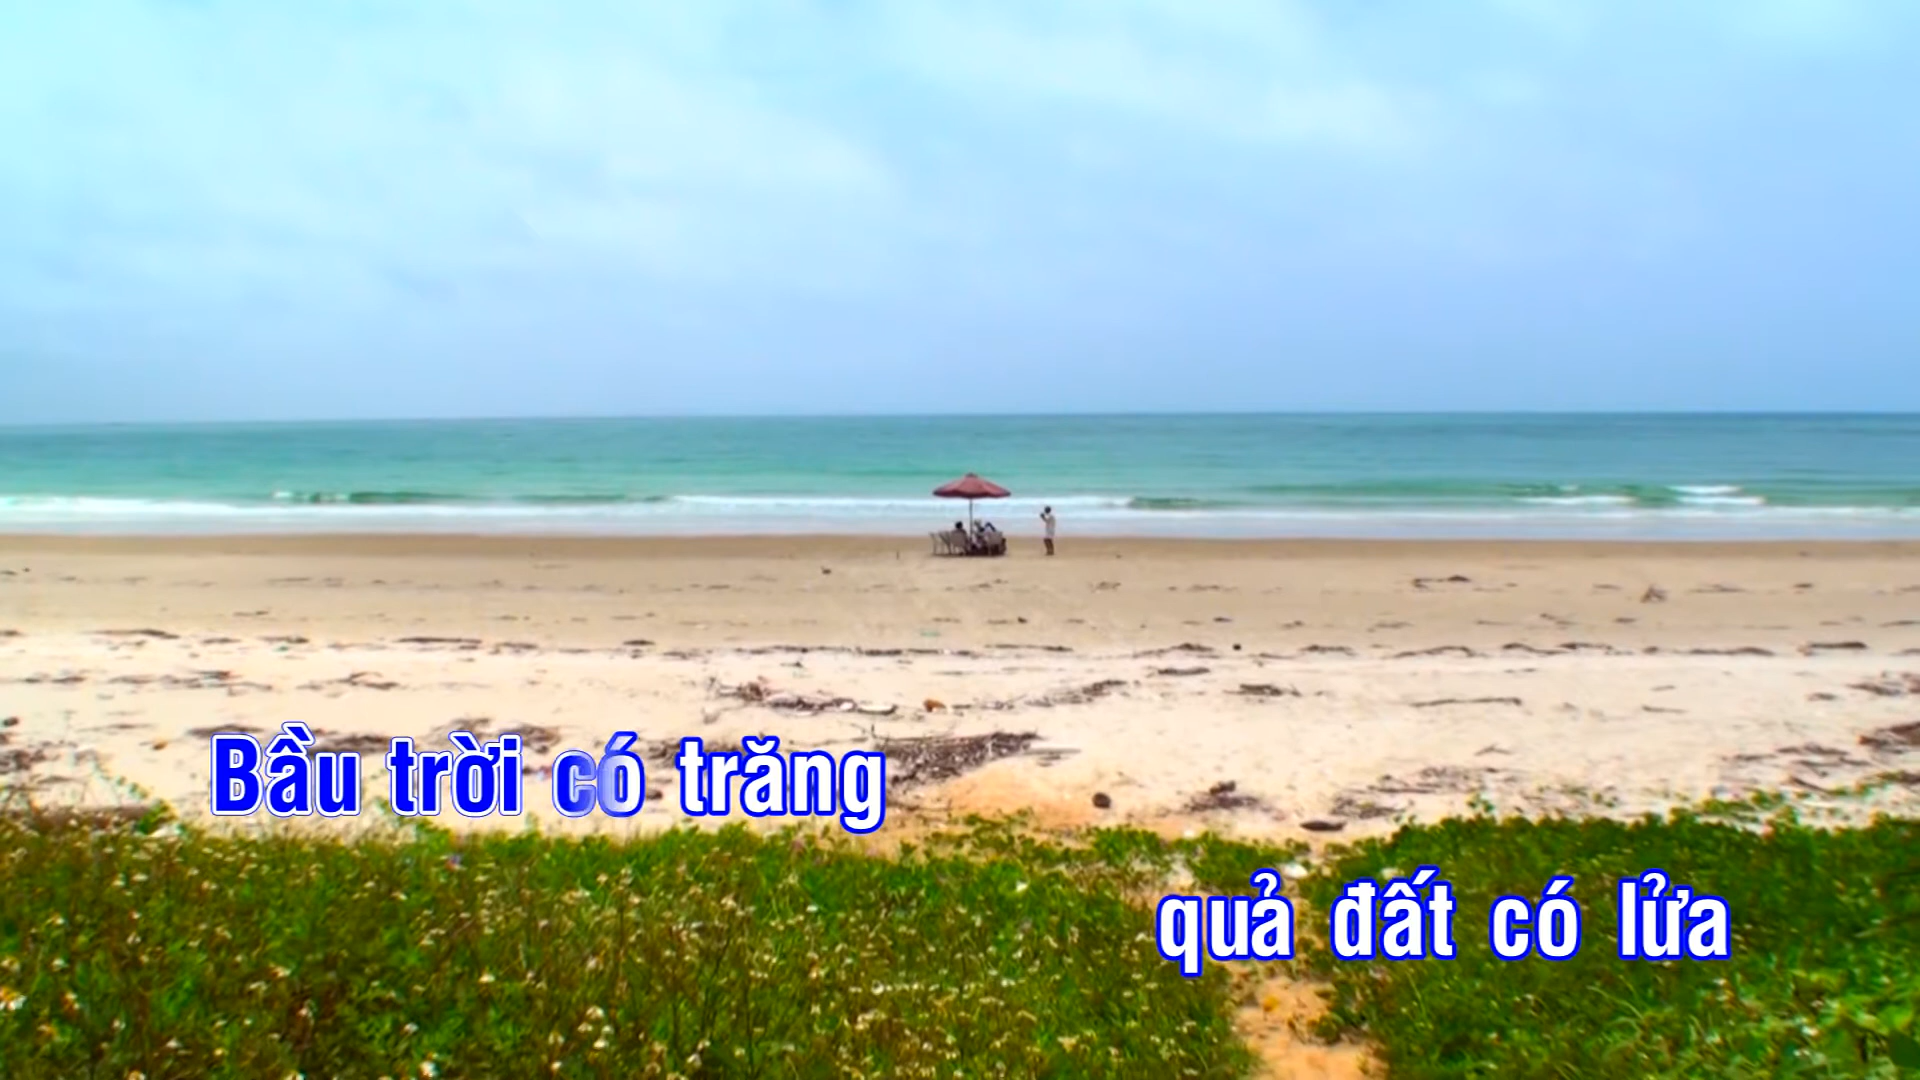 Bầu trời có trăng
quả đất có lửa